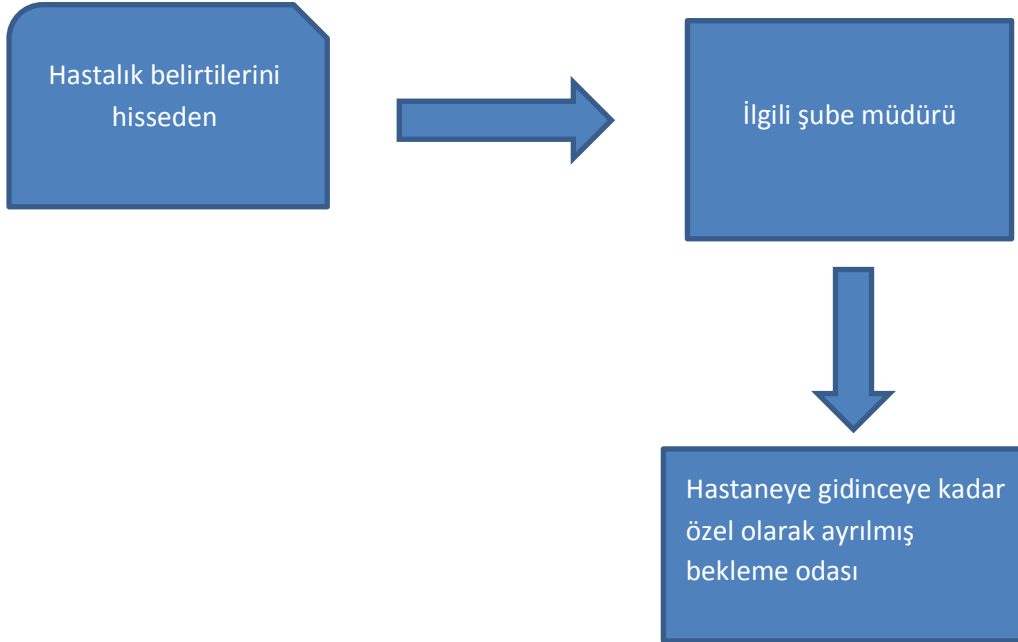 Hastalık belirtilerini
hisseden
İlgili şube müdürü
Hastaneye gidinceye kadar
özel olarak ayrılmış
bekleme odası